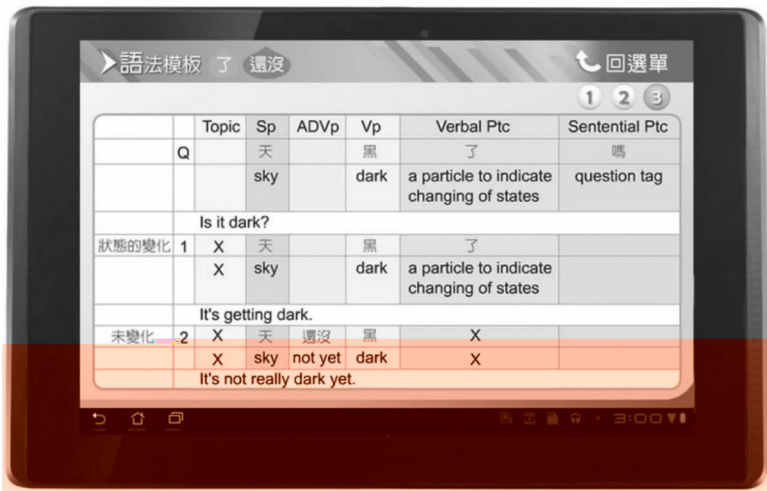 語法模板 了 還沒 回選單
1 2 3
Topic Sp ADVp Vp Verbal Ptc Sentential Ptc
Q 天 黑 了 嗎
sky dark a particle to indicate question tag
changing of states
Is it dark?
狀態的變化 1 X 天 黑 了
X sky dark a particle to indicate
changing of states
It's getting dark.
未變化 2 X 天 還沒 黑 X
X sky not yet dark X
It's not really dark yet.
3:00